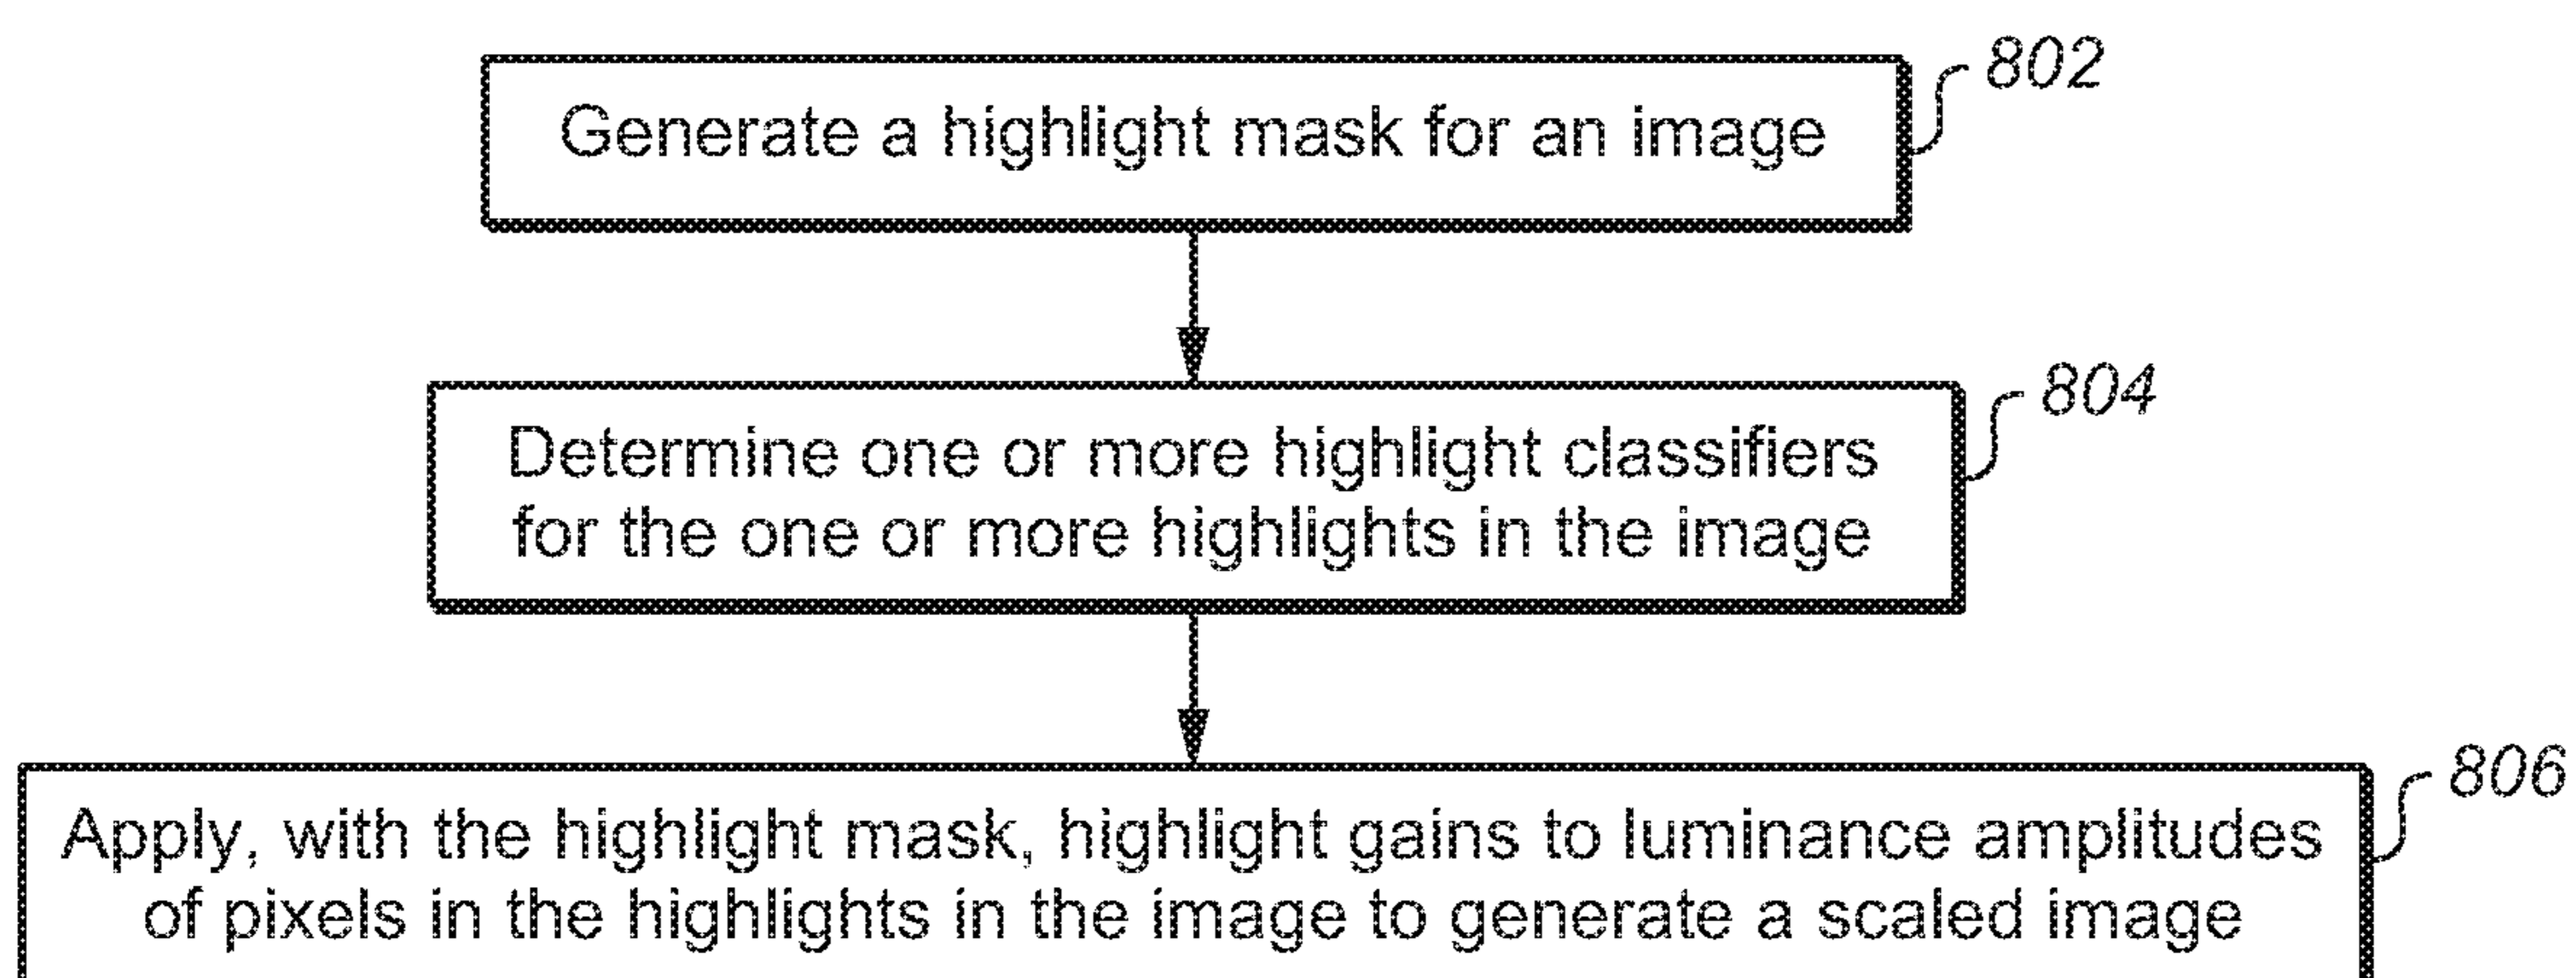 802
Generate a highlight mask for an image
804
Determine one or more highlight classifiers
for the one or more highlights in the image
806
Apply, with the highlight mask, highlight gains to luminance amplitudes
of pixels in the highlights in the image to generate a scaled image